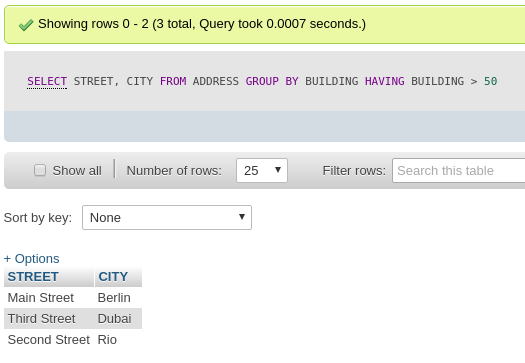 Showing rows 0 - 2 (3 total, Query took 0.0007 seconds.)
SELECT STREET, CITY FROM ADDRESS GROUP BY BUILDING HAVING BUILDING > 50
Show all Number of rows: 25 Filter rows: Search this table
Sort by key: None
+ Options
STREET CITY
Main Street Berlin
Third Street Dubai
Second Street Rio